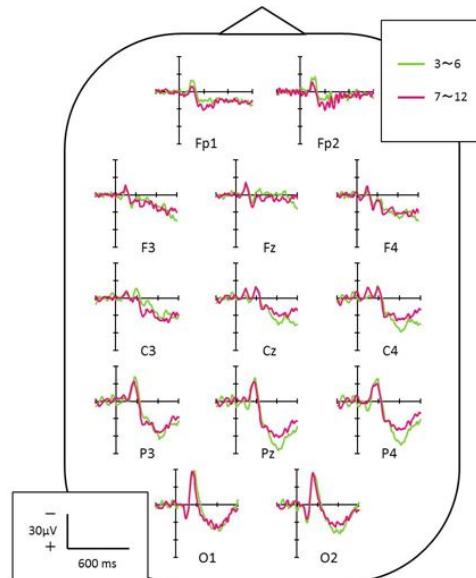 3～6
7～12
Fp1 Fp2
F3 Fz F4
C3 Cz C4
P3 Pz P4
O1 O2
−
30μV
+
600 ms